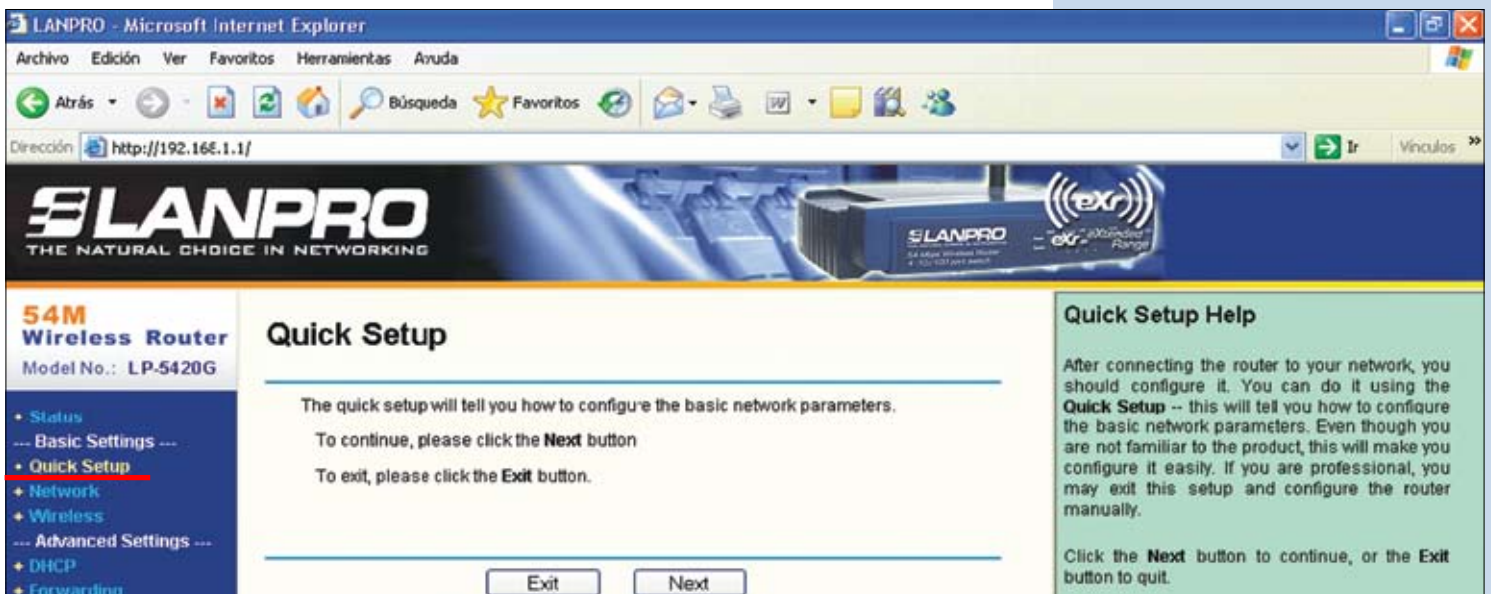 LANPRO - Microsoft Internet Explorer
Archivo Edición Ver Favoritos Herramientas Ayuda
Atrás Búsqueda Favoritos
Dirección http://192.168.1.1/ Ir Vínculos »
LANPRO
THE NATURAL CHOICE IN NETWORKING
LANPRO
(((eXr)))
eXr- "eXtended Range"
54M
Wireless Router
Model No.: LP-5420G
• Status
--- Basic Settings ---
• Quick Setup
+ Network
+ Wireless
--- Advanced Settings ---
+ DHCP
+ Forwarding
Quick Setup
The quick setup will tell you how to configure the basic network parameters.
To continue, please click the Next button
To exit, please click the Exit button.
Exit Next
Quick Setup Help
After connecting the router to your network, you
should configure it. You can do it using the
Quick Setup -- this will tell you how to configure
the basic network parameters. Even though you
are not familiar to the product, this will make you
configure it easily. If you are professional, you
may exit this setup and configure the router
manually.
Click the Next button to continue, or the Exit
button to quit.